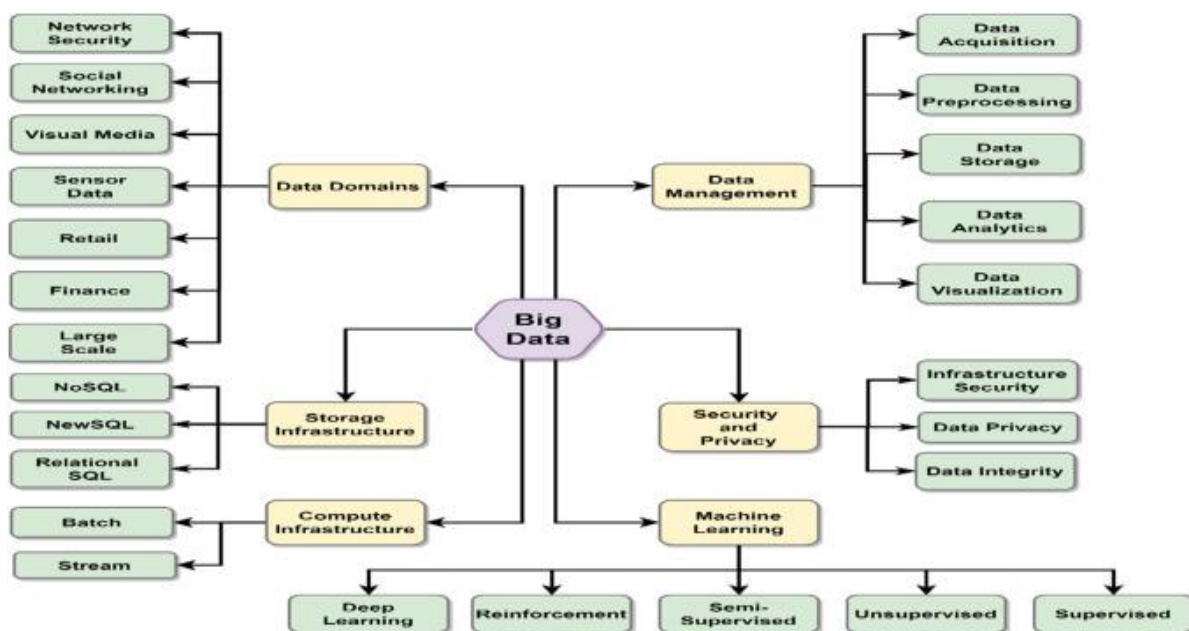 Network
Security
Social
Networking
Visual Media
Sensor
Data
Retail
Finance
Large
Scale
Data Domains
NoSQL
NewSQL
Relational
SQL
Storage
Infrastructure
Batch
Stream
Compute
Infrastructure
Big
Data
Data
Management
Data
Acquisition
Data
Preprocessing
Data
Storage
Data
Analytics
Data
Visualization
Security
and
Privacy
Infrastructure
Security
Data Privacy
Data Integrity
Machine
Learning
Deep
Learning
Reinforcement
Semi-
Supervised
Unsupervised
Supervised